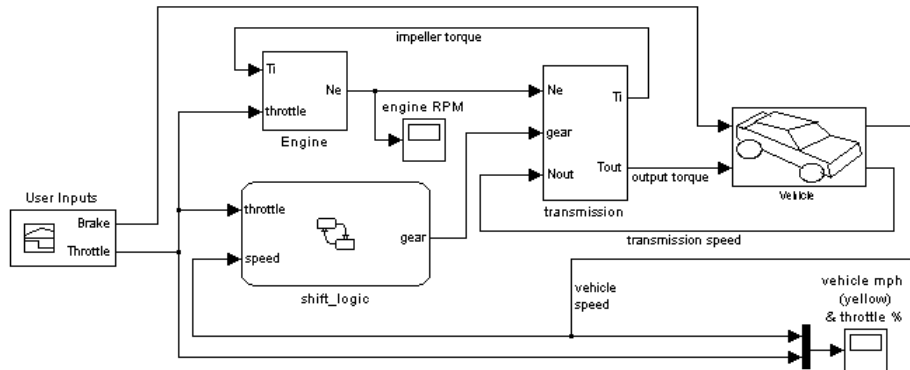 impeller torque
Ti
Ne
throttle
Engine
engine RPM
Ne
Ti
gear
Nout
Tout
transmission
output torque
Vehicle
transmission speed
User Inputs
Brake
Throttle
throttle
gear
speed
shift_logic
vehicle
speed
vehicle mph
(yellow)
& throttle %